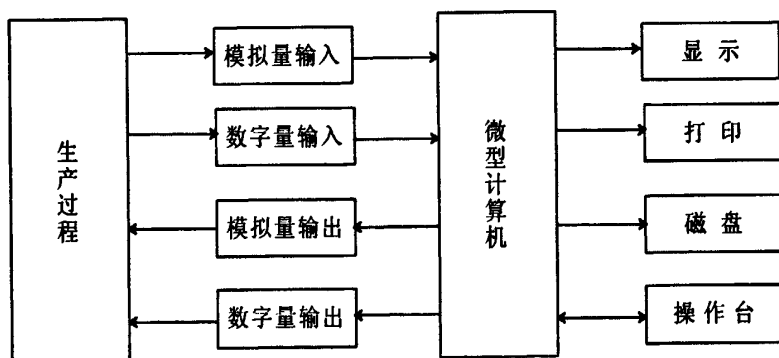 生产过程
模拟量输入
数字量输入
模拟量输出
数字量输出
微型计算机
显示
打印
磁盘
操作台